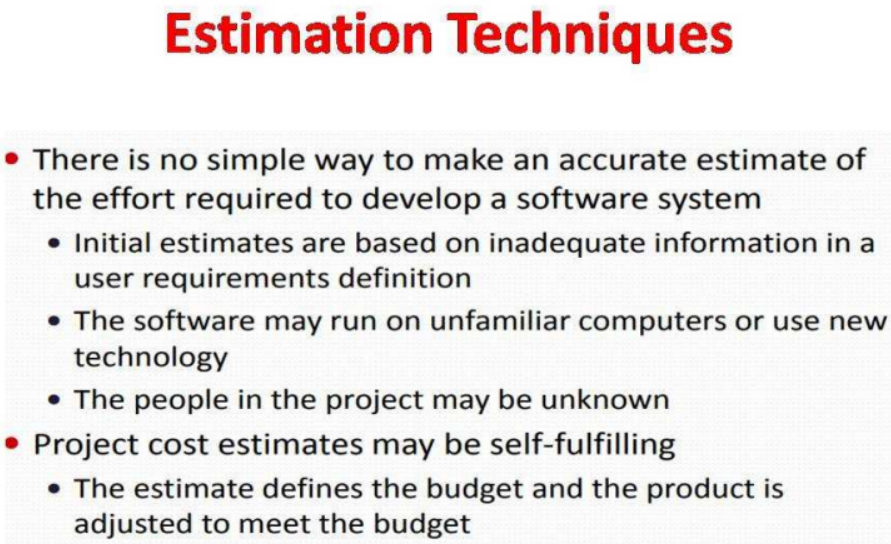 Estimation Techniques
• There is no simple way to make an accurate estimate of
the effort required to develop a software system
• Initial estimates are based on inadequate information in a
user requirements definition
• The software may run on unfamiliar computers or use new
technology
• The people in the project may be unknown
• Project cost estimates may be self-fulfilling
• The estimate defines the budget and the product is
adjusted to meet the budget